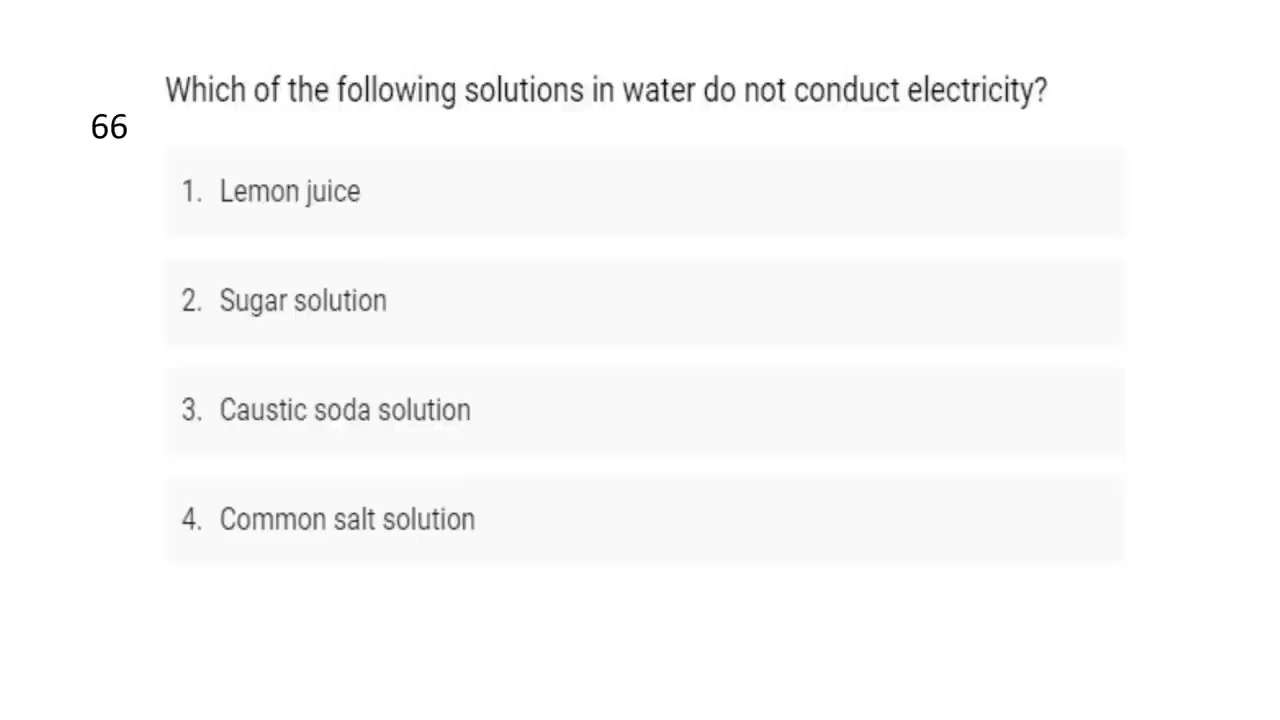 Which of the following solutions in water do not conduct electricity?
66
1. Lemon juice
2. Sugar solution
3. Caustic soda solution
4. Common salt solution